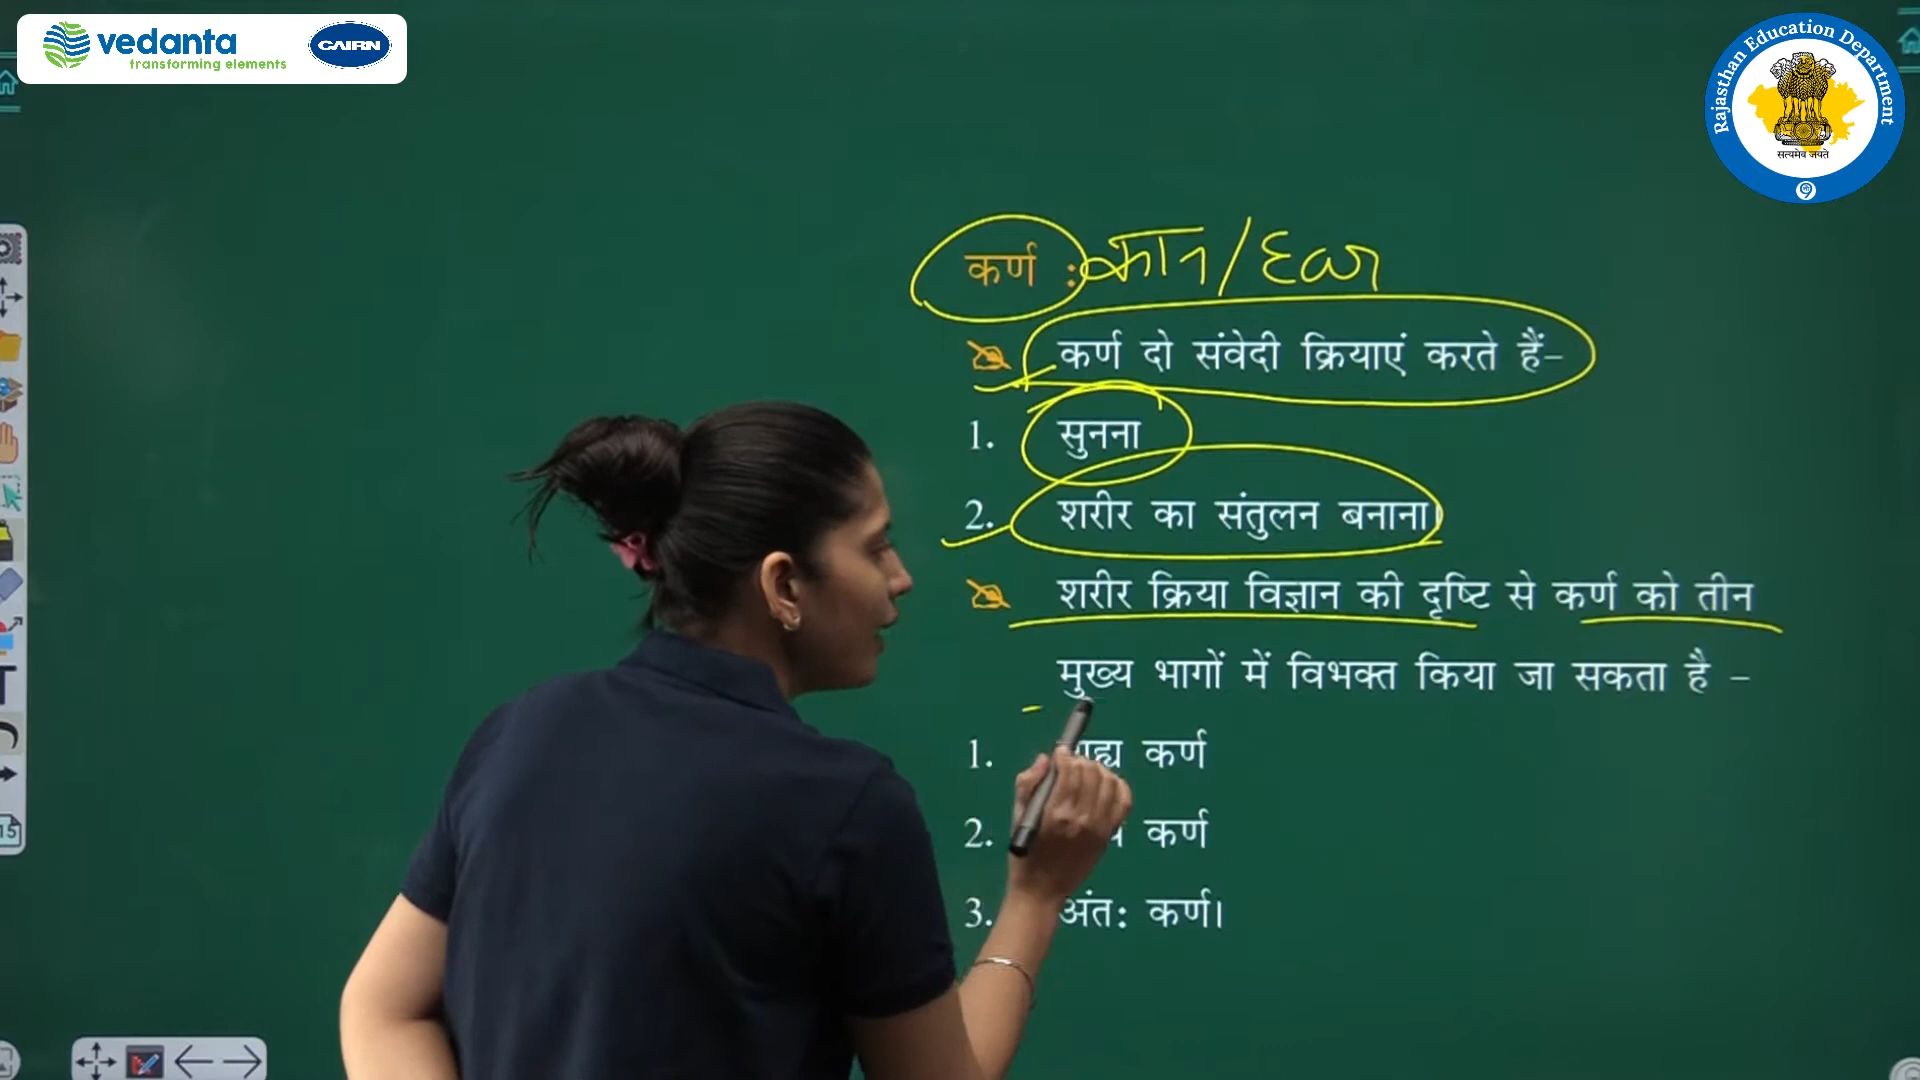 vedanta
transforming elements
CAIRN
Rajasthan Education Department
सत्यमेव जयते
कर्ण : कान/Ear
कर्ण दो संवेदी क्रियाएं करते हैं–
1. सुनना
2. शरीर का संतुलन बनाना।
शरीर क्रिया विज्ञान की दृष्टि से कर्ण को तीन
मुख्य भागों में विभक्त किया जा सकता है –
1. कर्ण
2. कर्ण
3. अंतः कर्ण।
15